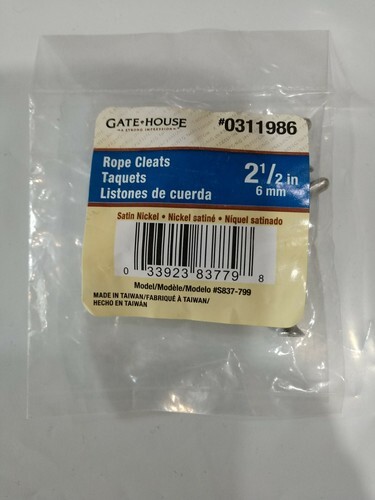 GATE+HOUSE
"A STRONG IMPRESSION"
#0311986
Rope Cleats
Taquets
Listones de cuerda
2 1/2 in
6 mm
Satin Nickel • Nickel satiné • Níquel satinado
0 33923 83779 8
Model/Modèle/Modelo #S837-799
MADE IN TAIWAN/FABRIQUÉ À TAIWAN/
HECHO EN TAIWÁN